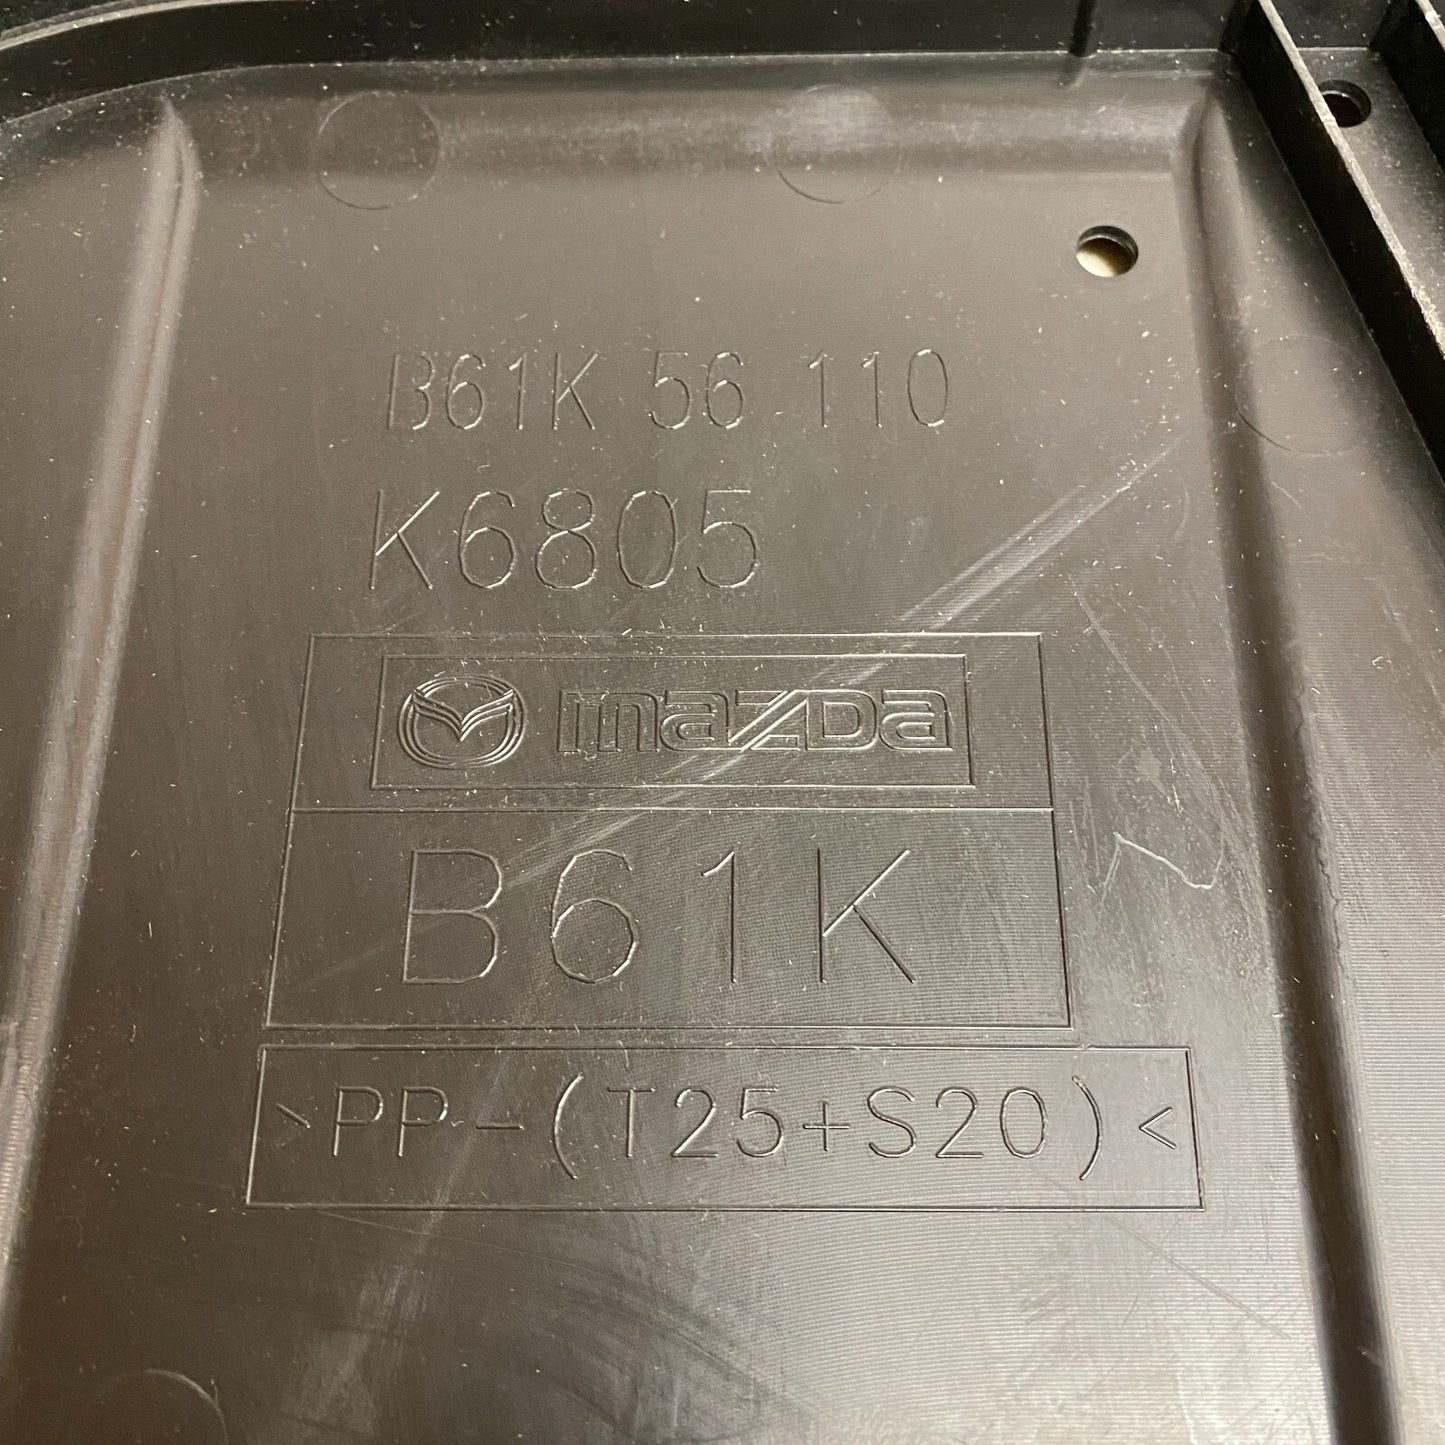 B61K 56 110
K6805
mazda
B61K
>PP-(T25+S20)<